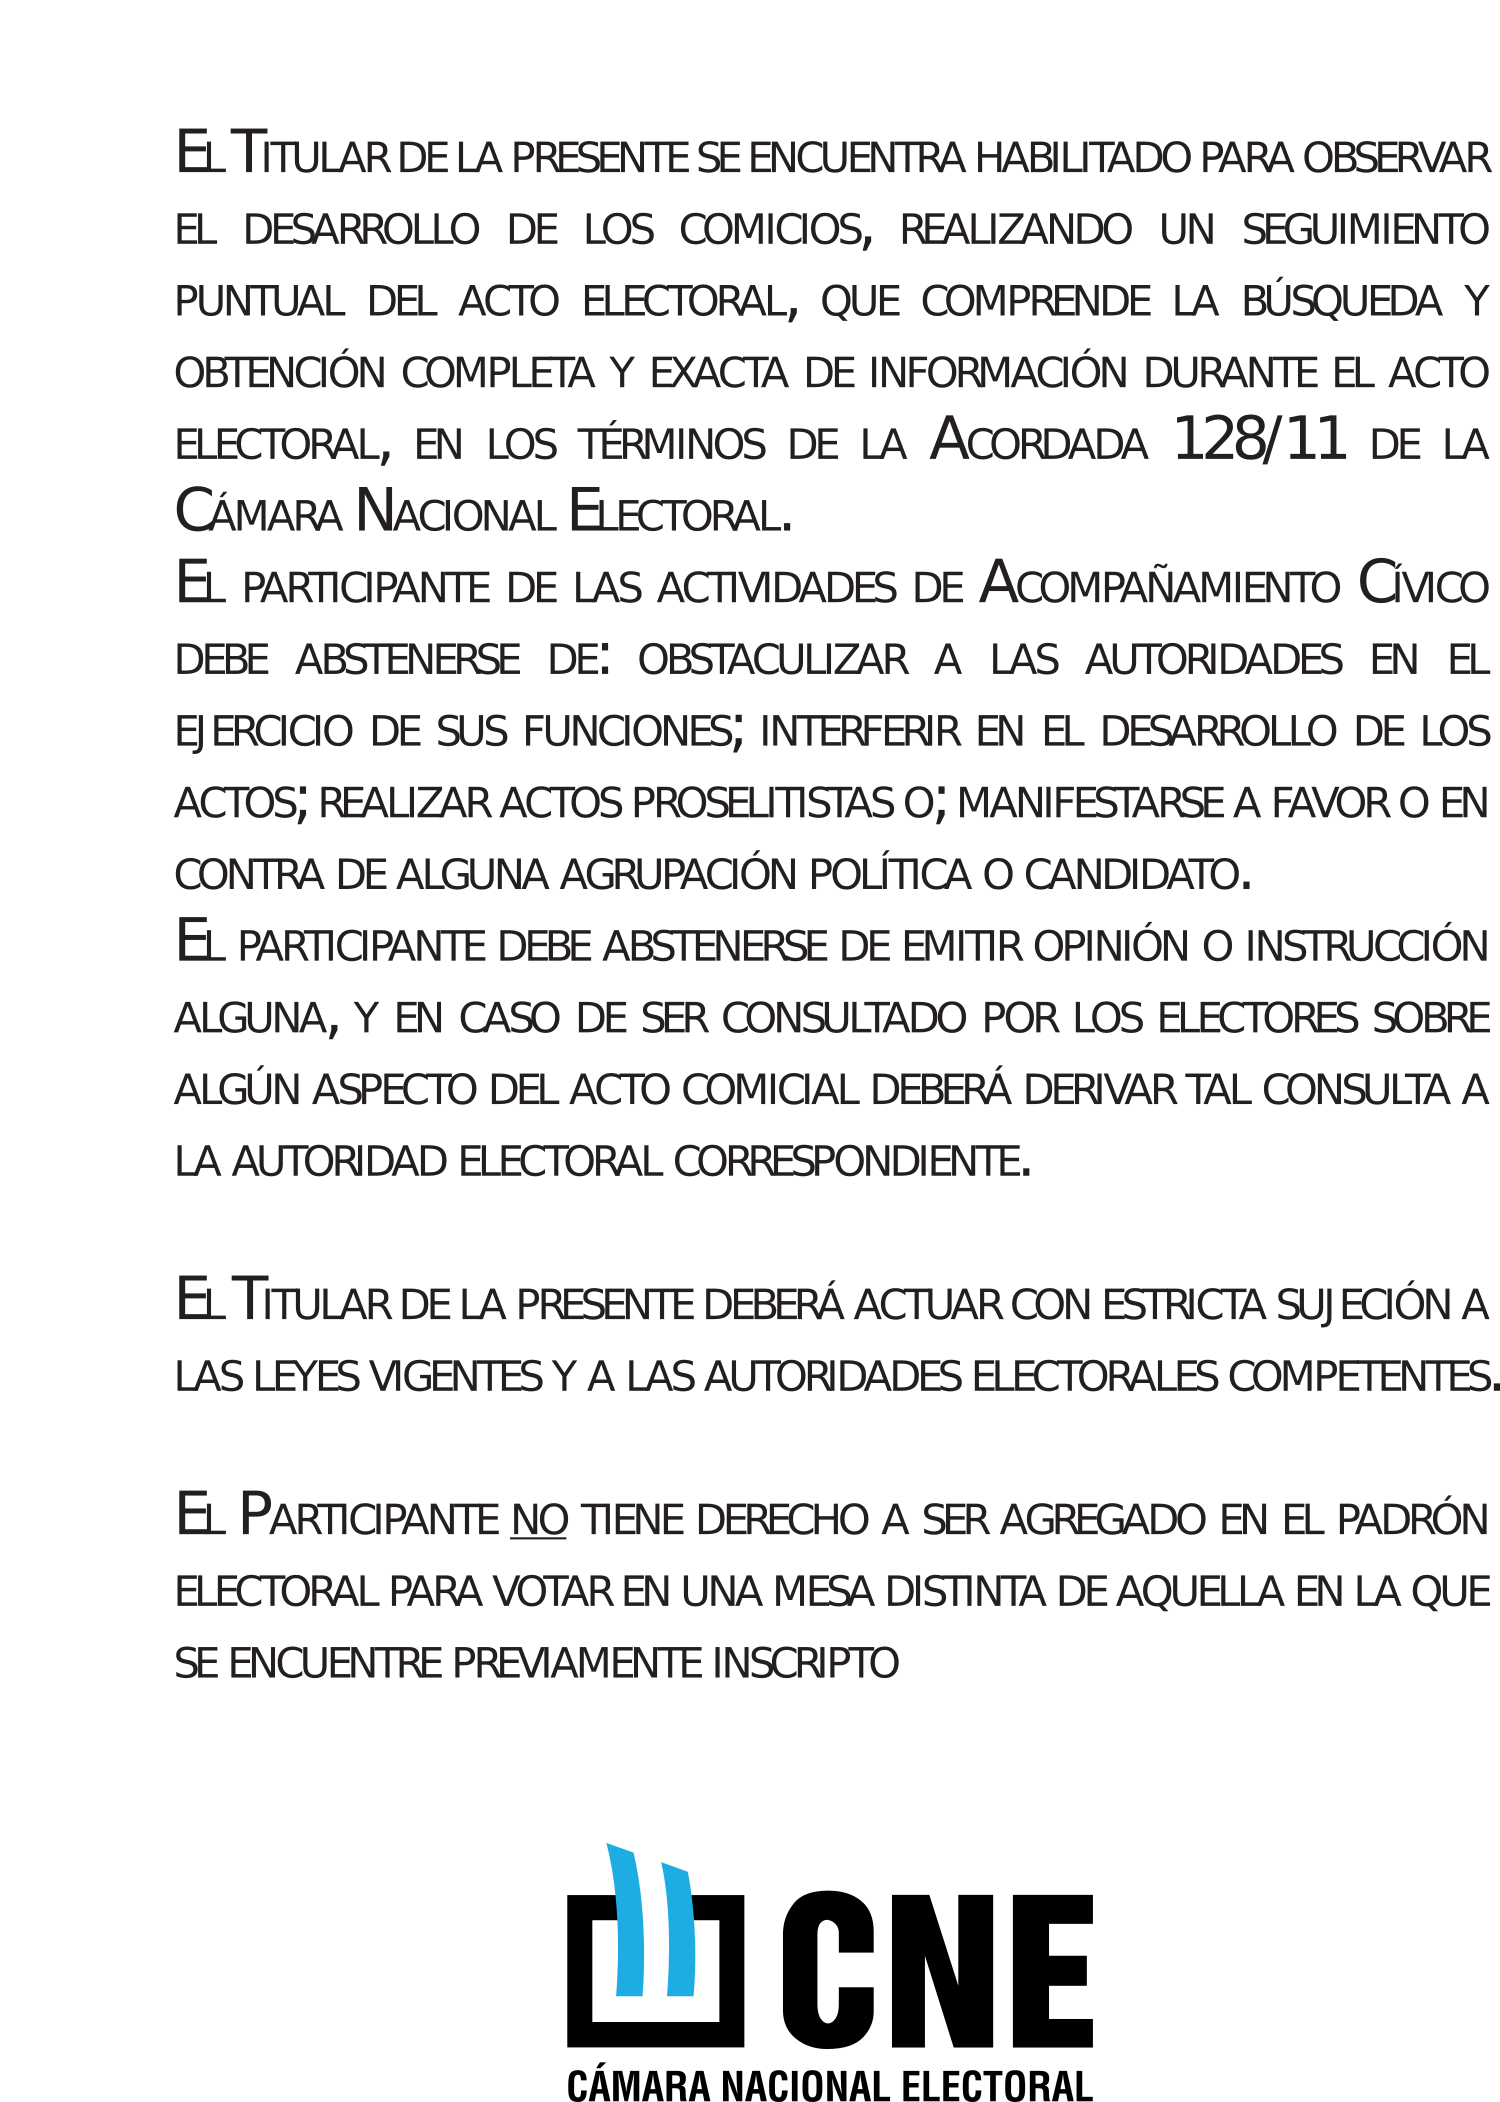 El Titular de la presente se encuentra habilitado para observar
el desarrollo de los comicios, realizando un seguimiento
puntual del acto electoral, que comprende la búsqueda y
obtención completa y exacta de información durante el acto
electoral, en los términos de la Acordada 128/11 de la
Cámara Nacional Electoral.
El participante de las actividades de Acompañamiento Cívico
debe abstenerse de: obstaculizar a las autoridades en el
ejercicio de sus funciones; interferir en el desarrollo de los
actos; realizar actos proselitistas o; manifestarse a favor o en
contra de alguna agrupación política o candidato.
El participante debe abstenerse de emitir opinión o instrucción
alguna, y en caso de ser consultado por los electores sobre
algún aspecto del acto comicial deberá derivar tal consulta a
la autoridad electoral correspondiente.
El Titular de la presente deberá actuar con estricta sujeción a
las leyes vigentes y a las autoridades electorales competentes.
El Participante no tiene derecho a ser agregado en el padrón
electoral para votar en una mesa distinta de aquella en la que
se encuentre previamente inscripto
CNE
CÁMARA NACIONAL ELECTORAL